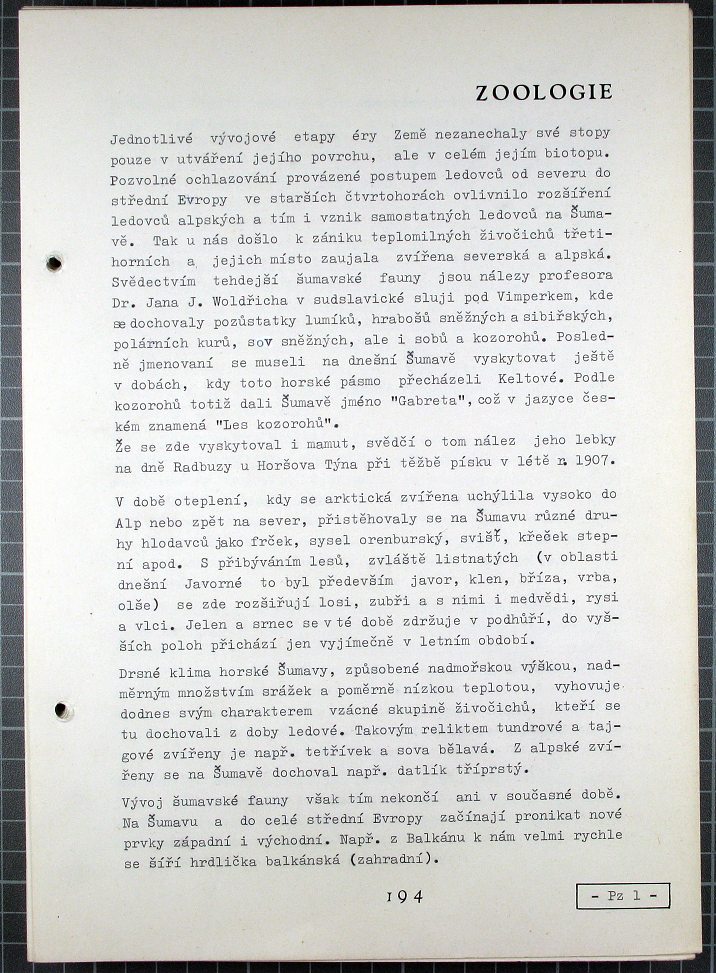 ZOOLOGIE
Jednotlivé vývojové etapy éry Země nezanechaly své stopy
pouze v utváření jejího povrchu, ale v celém jejím biotopu.
Pozvolné ochlazování provázené postupem ledovců od severu do
střední Evropy ve starších čtvrtohorách ovlivnilo rozšíření
ledovců alpských a tím i vznik samostatných ledovců na Šuma-
vě. Tak u nás došlo k zániku teplomilných živočichů třeti-
horních a jejich místo zaujala zvířena severská a alpská.
Svědectvím tehdejší šumavské fauny jsou nálezy profesora
Dr. Jana J. Woldřicha v sudslavické sluji pod Vimperkem, kde
se dochovaly pozůstatky lumíků, hrabošů sněžných a sibiřských,
polárních kurů, sov sněžných, ale i sobů a kozorohů. Posled-
ně jmenovaní se museli na dnešní Šumavě vyskytovat ještě
v dobách, kdy toto horské pásmo přecházeli Keltové. Podle
kozorohů totiž dali Šumavě jméno "Gabreta", což v jazyce čes-
kém znamená "Les kozorohů".
Že se zde vyskytoval i mamut, svědčí o tom nález jeho lebky
na dně Radbuzy u Horšova Týna při těžbě písku v létě r. 1907.
V době oteplení, kdy se arktická zvířena uchýlila vysoko do
Alp nebo zpět na sever, přistěhovaly se na Šumavu různé dru-
hy hlodavců jako frček, sysel orenburský, svišť, křeček step-
ní apod. S přibýváním lesů, zvláště listnatých (v oblasti
dnešní Javorné to byl především javor, klen, bříza, vrba,
olše) se zde rozšiřují losi, zubři a s nimi i medvědi, rysi
a vlci. Jelen a srnec se v té době zdržuje v podhůří, do vyš-
ších poloh přichází jen vyjímečně v letním období.
Drsné klima horské Šumavy, způsobené nadmořskou výškou, nad-
měrným množstvím srážek a poměrně nízkou teplotou, vyhovuje
dodnes svým charakterem vzácné skupině živočichů, kteří se
tu dochovali z doby ledové. Takovým reliktem tundrové a taj-
gové zvířeny je např. tetřívek a sova bělavá. Z alpské zví-
řeny se na Šumavě dochoval např. datlík tříprstý.
Vývoj šumavské fauny však tím nekončí ani v současné době.
Na Šumavu a do celé střední Evropy začínají pronikat nové
prvky západní i východní. Např. z Balkánu k nám velmi rychle
se šíří hrdlička balkánská (zahradní).
194
- Pz 1 -